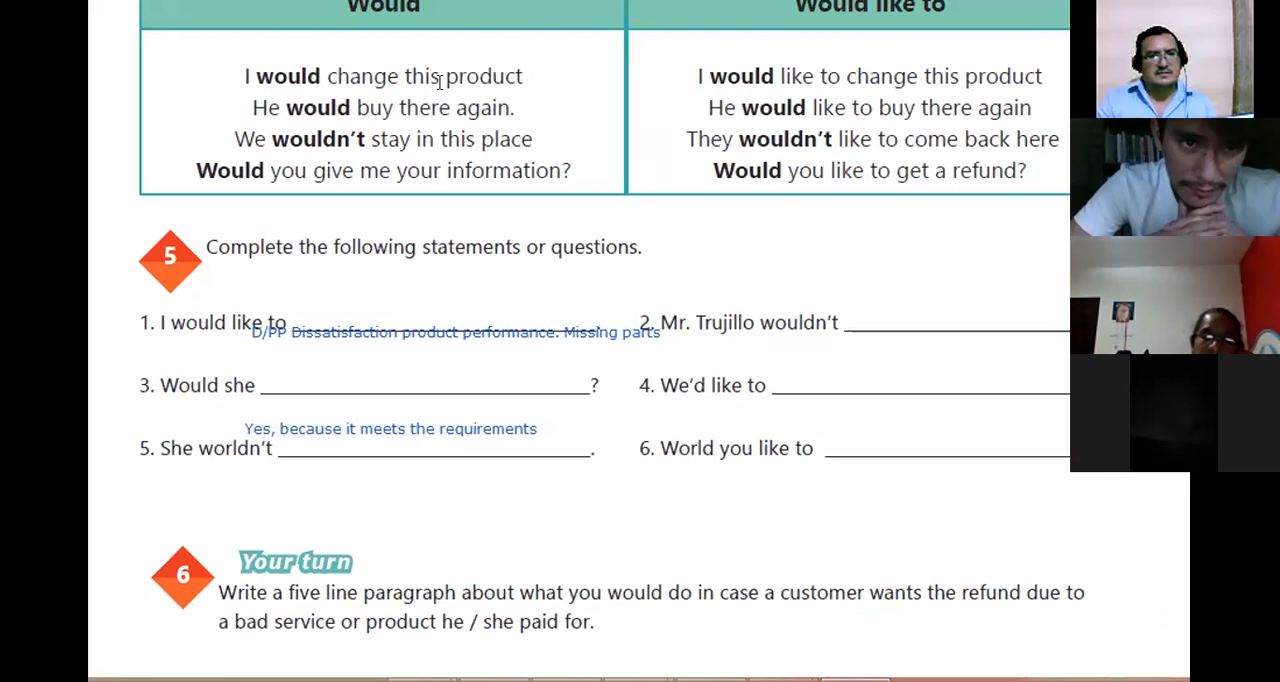 Would
Would like to
I would change this product
He would buy there again.
We wouldn't stay in this place
Would you give me your information?
I would like to change this product
He would like to buy there again
They wouldn't like to come back here
Would you like to get a refund?
5
Complete the following statements or questions.
1. I would like to ______________________.
D/PP Dissatisfaction product performance. Missing parts
2. Mr. Trujillo wouldn't ________________
3. Would she ______________________?
4. We'd like to ______________________
Yes, because it meets the requirements
5. She worldn't ______________________.
6. World you like to __________________
6
Your turn
Write a five line paragraph about what you would do in case a customer wants the refund due to
a bad service or product he / she paid for.